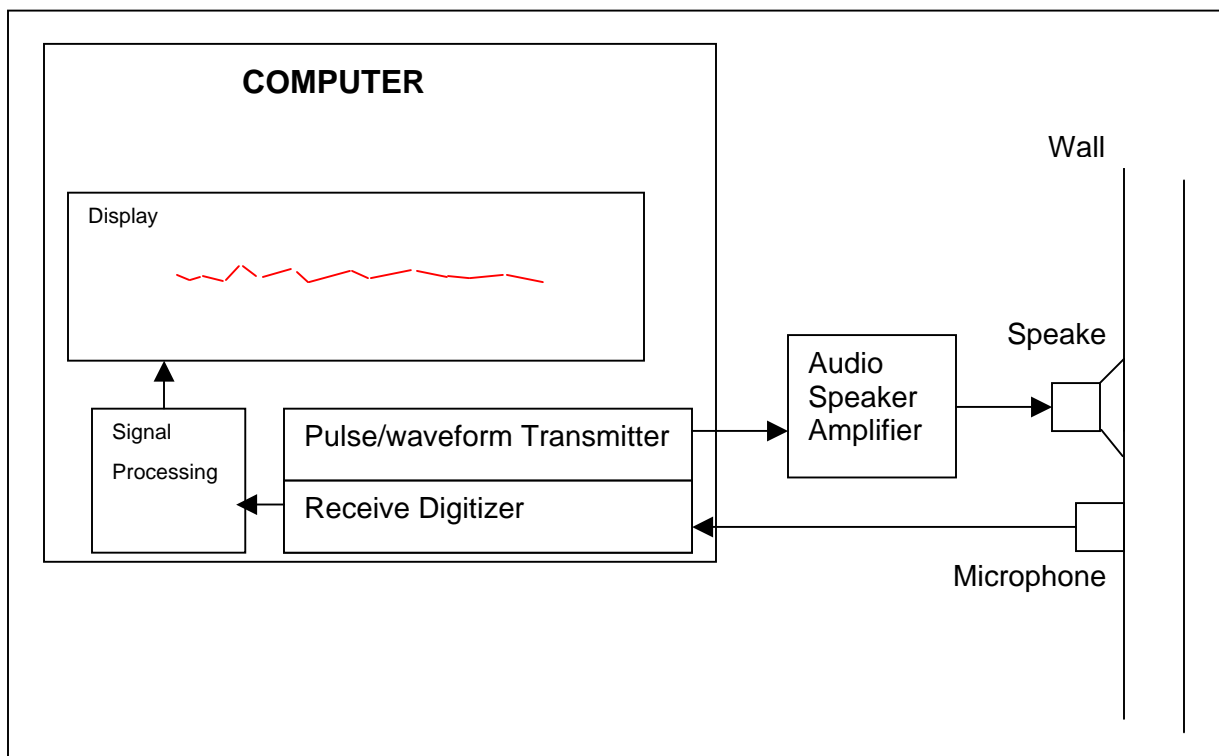 COMPUTER
Wall
Display
Speake
Audio
Speaker
Amplifier
Signal
Processing
Pulse/waveform Transmitter
Receive Digitizer
Microphone